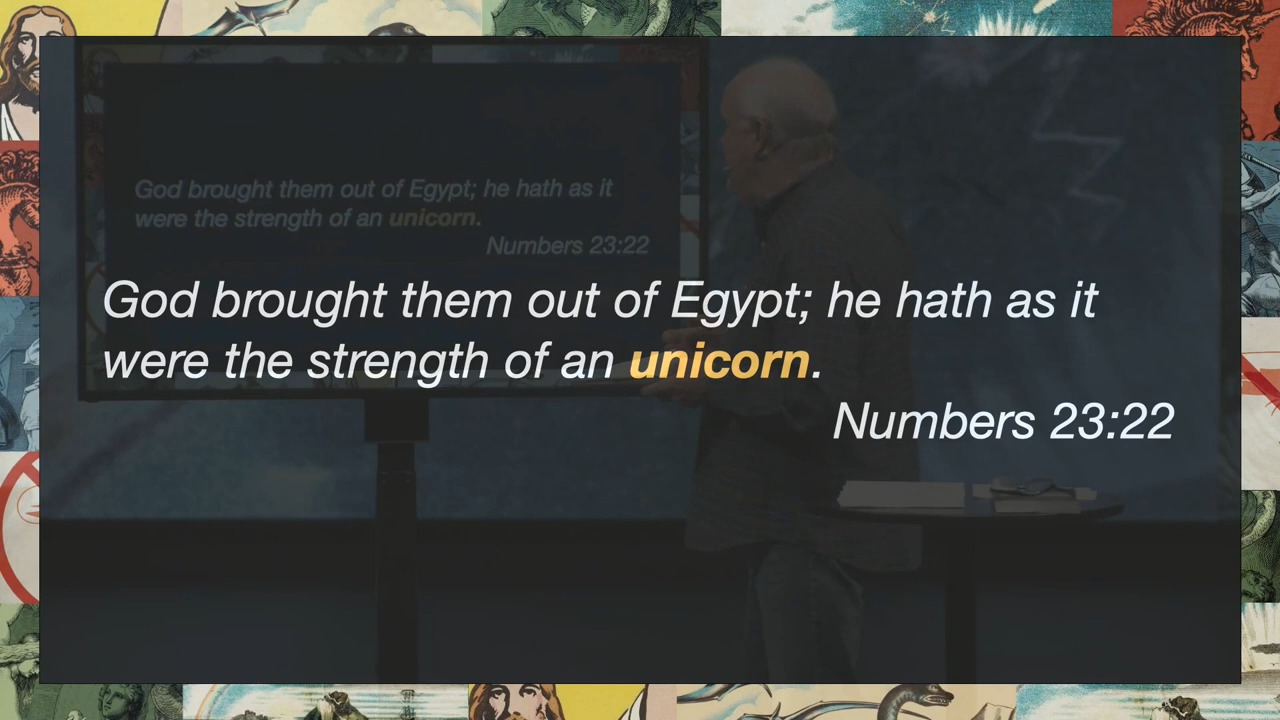 God brought them out of Egypt; he hath as it
were the strength of an unicorn.
Numbers 23:22
God brought them out of Egypt; he hath as it
were the strength of an unicorn.
Numbers 23:22